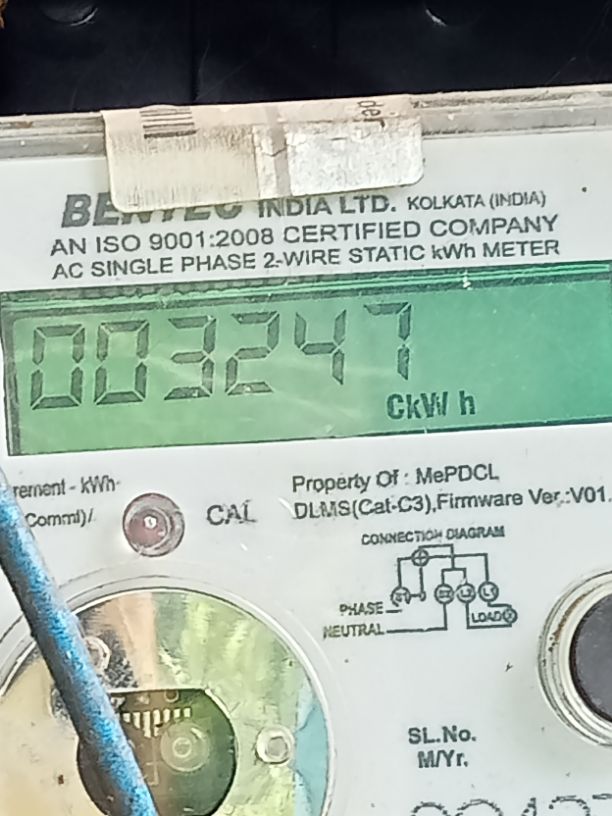 BENTEC INDIA LTD. KOLKATA (INDIA)
AN ISO 9001:2008 CERTIFIED COMPANY
AC SINGLE PHASE 2-WIRE STATIC kWh METER
003247
CkW h
rement - kWh
Comml)/
CAL
Property Of : MePDCL
DLMS(Cat-C3),Firmware Ver.:V01.
CONNECTION DIAGRAM
PHASE
NEUTRAL
LOAD
SL.No.
M/Yr.